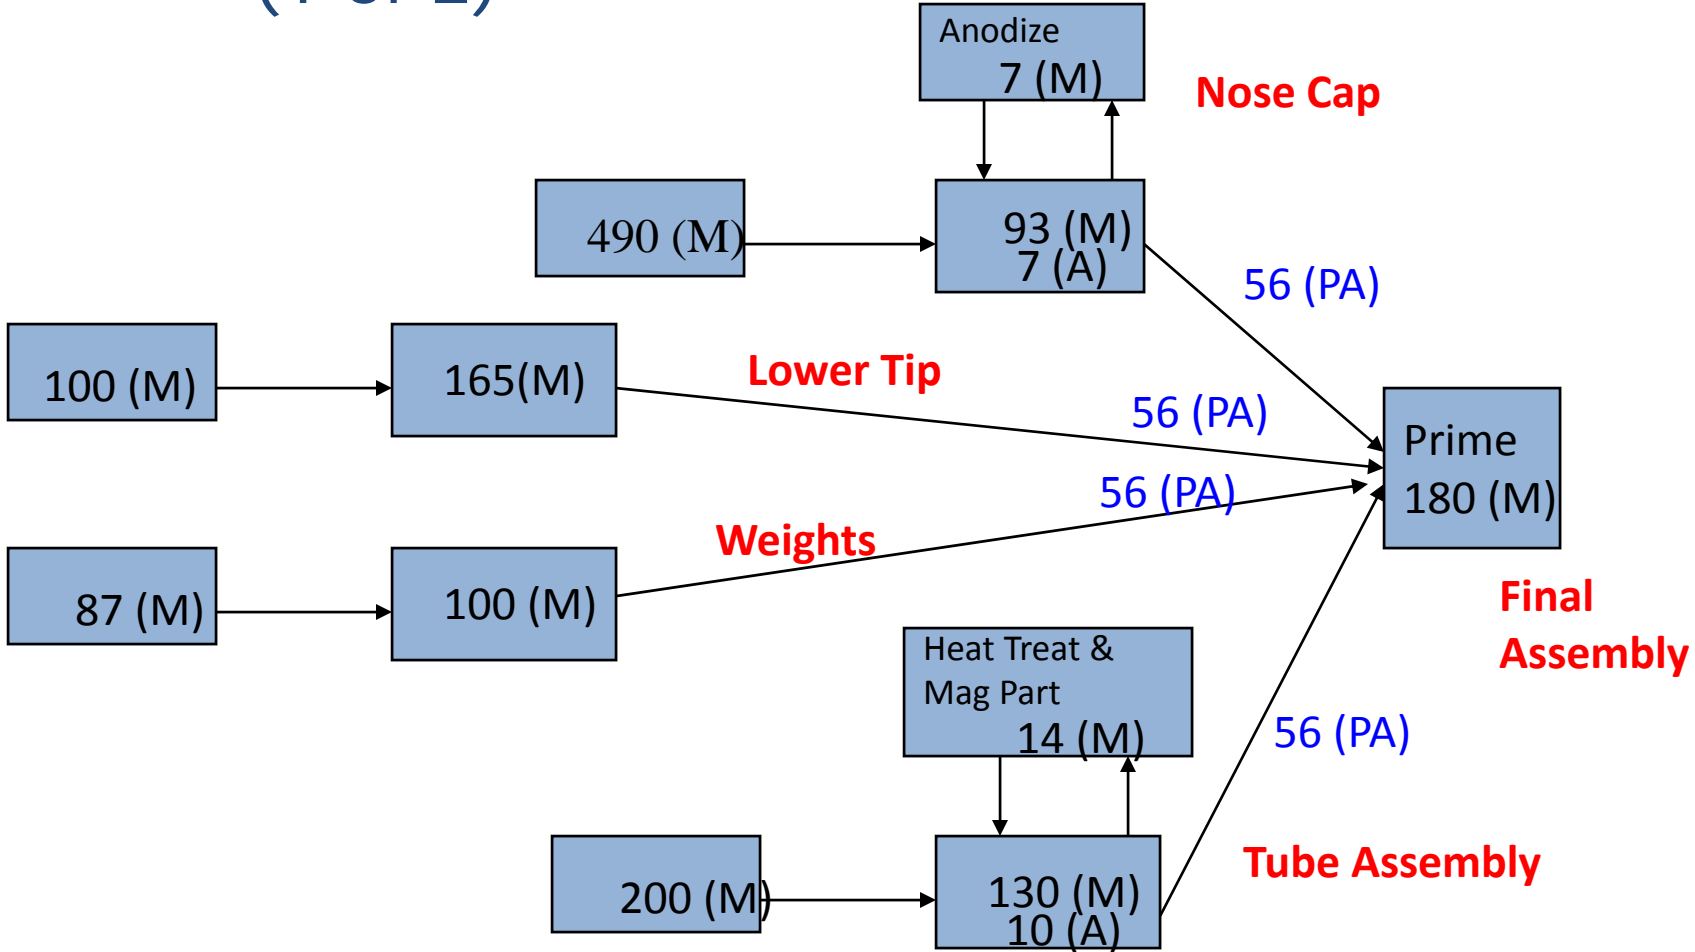 Anodize
7 (M)
Nose Cap
490 (M)
93 (M)
7 (A)
56 (PA)
100 (M)
165(M)
Lower Tip
56 (PA)
Prime
180 (M)
56 (PA)
Weights
87 (M)
100 (M)
Final
Assembly
Heat Treat &
Mag Part
14 (M)
56 (PA)
Tube Assembly
200 (M)
130 (M)
10 (A)